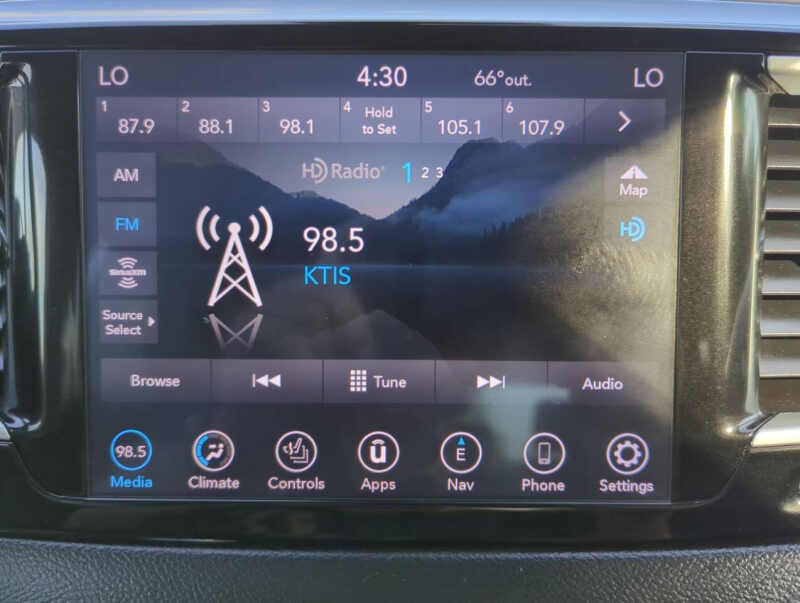 LO 4:30 66°out. LO
1 87.9 2 88.1 3 98.1 4 Hold to Set 5 105.1 6 107.9
AM HD Radio® 1 2 3 Map
FM 98.5 HD
KTIS
SiriusXM
Source
Select
Browse Tune Audio
98.5 u E
Media Climate Controls Apps Nav Phone Settings